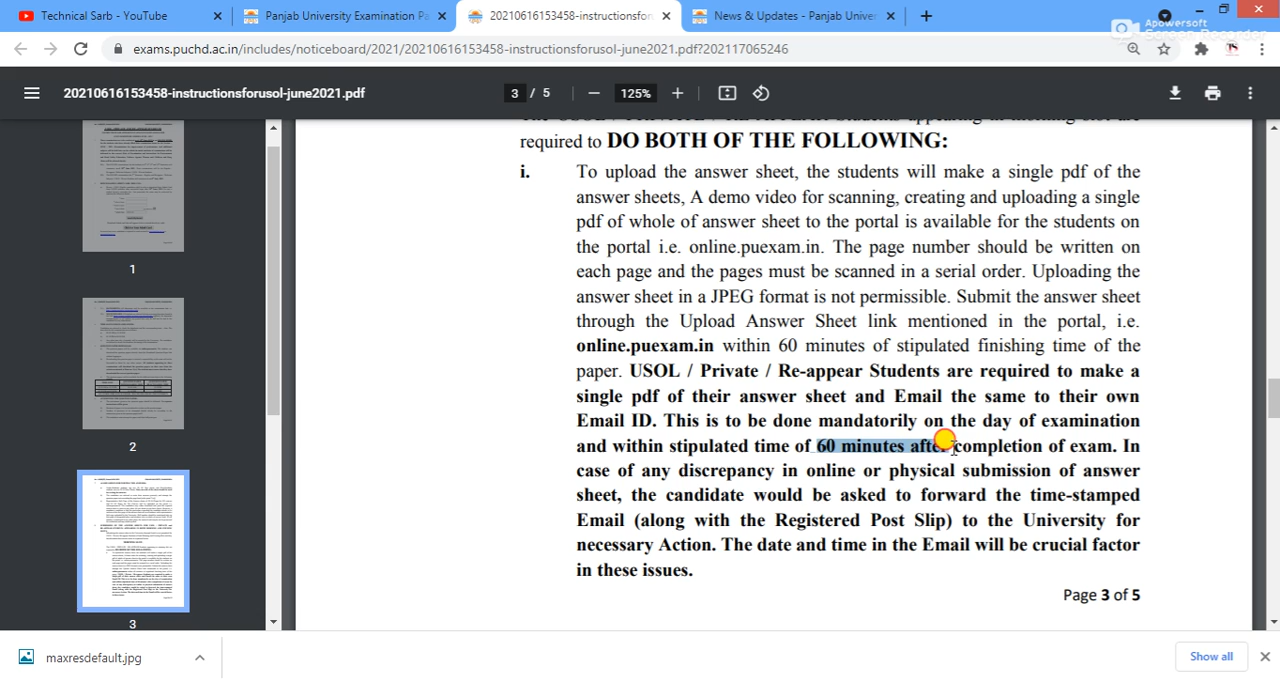 Technical Sarb - YouTube
Panjab University Examination Pa
20210616153458-instructionsforus
News & Updates - Panjab Univer
Apowersoft
Screen Recorder
exams.puchd.ac.in/includes/noticeboard/2021/20210616153458-instructionsforusol-june2021.pdf?202117065246
20210616153458-instructionsforusol-june2021.pdf
3 / 5
125%
required to DO BOTH OF THE FOLLOWING:
i. To upload the answer sheet, the students will make a single pdf of the
answer sheets, A demo video for scanning, creating and uploading a single
pdf of whole of answer sheet to the portal is available for the students on
the portal i.e. online.puexam.in. The page number should be written on
each page and the pages must be scanned in a serial order. Uploading the
answer sheet in a JPEG format is not permissible. Submit the answer sheet
through the Upload Answer Sheet link mentioned in the portal, i.e.
online.puexam.in within 60 minutes of stipulated finishing time of the
paper. USOL / Private / Re-appear Students are required to make a
single pdf of their answer sheet and Email the same to their own
Email ID. This is to be done mandatorily on the day of examination
and within stipulated time of 60 minutes after completion of exam. In
case of any discrepancy in online or physical submission of answer
sheet, the candidate would be asked to forward the time-stamped
Email (along with the Registered Post Slip) to the University for
necessary Action. The date and time in the Email will be crucial factor
in these issues.
Page 3 of 5
1
2
3
maxresdefault.jpg
Show all